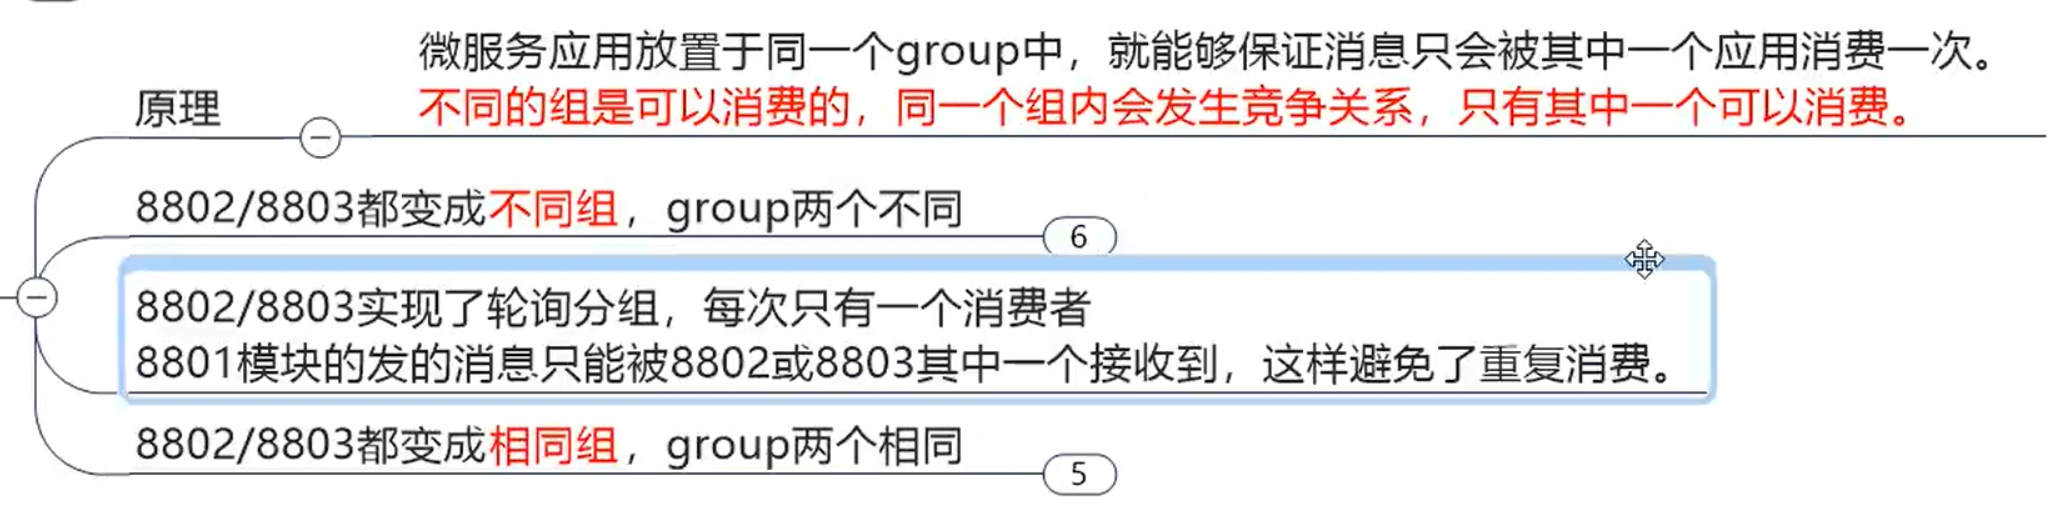 微服务应用放置于同一个group中，就能够保证消息只会被其中一个应用消费一次。
不同的组是可以消费的，同一个组内会发生竞争关系，只有其中一个可以消费。
原理
8802/8803都变成不同组，group两个不同
6
8802/8803实现了轮询分组，每次只有一个消费者
8801模块的发的消息只能被8802或8803其中一个接收到，这样避免了重复消费。
8802/8803都变成相同组，group两个相同
5